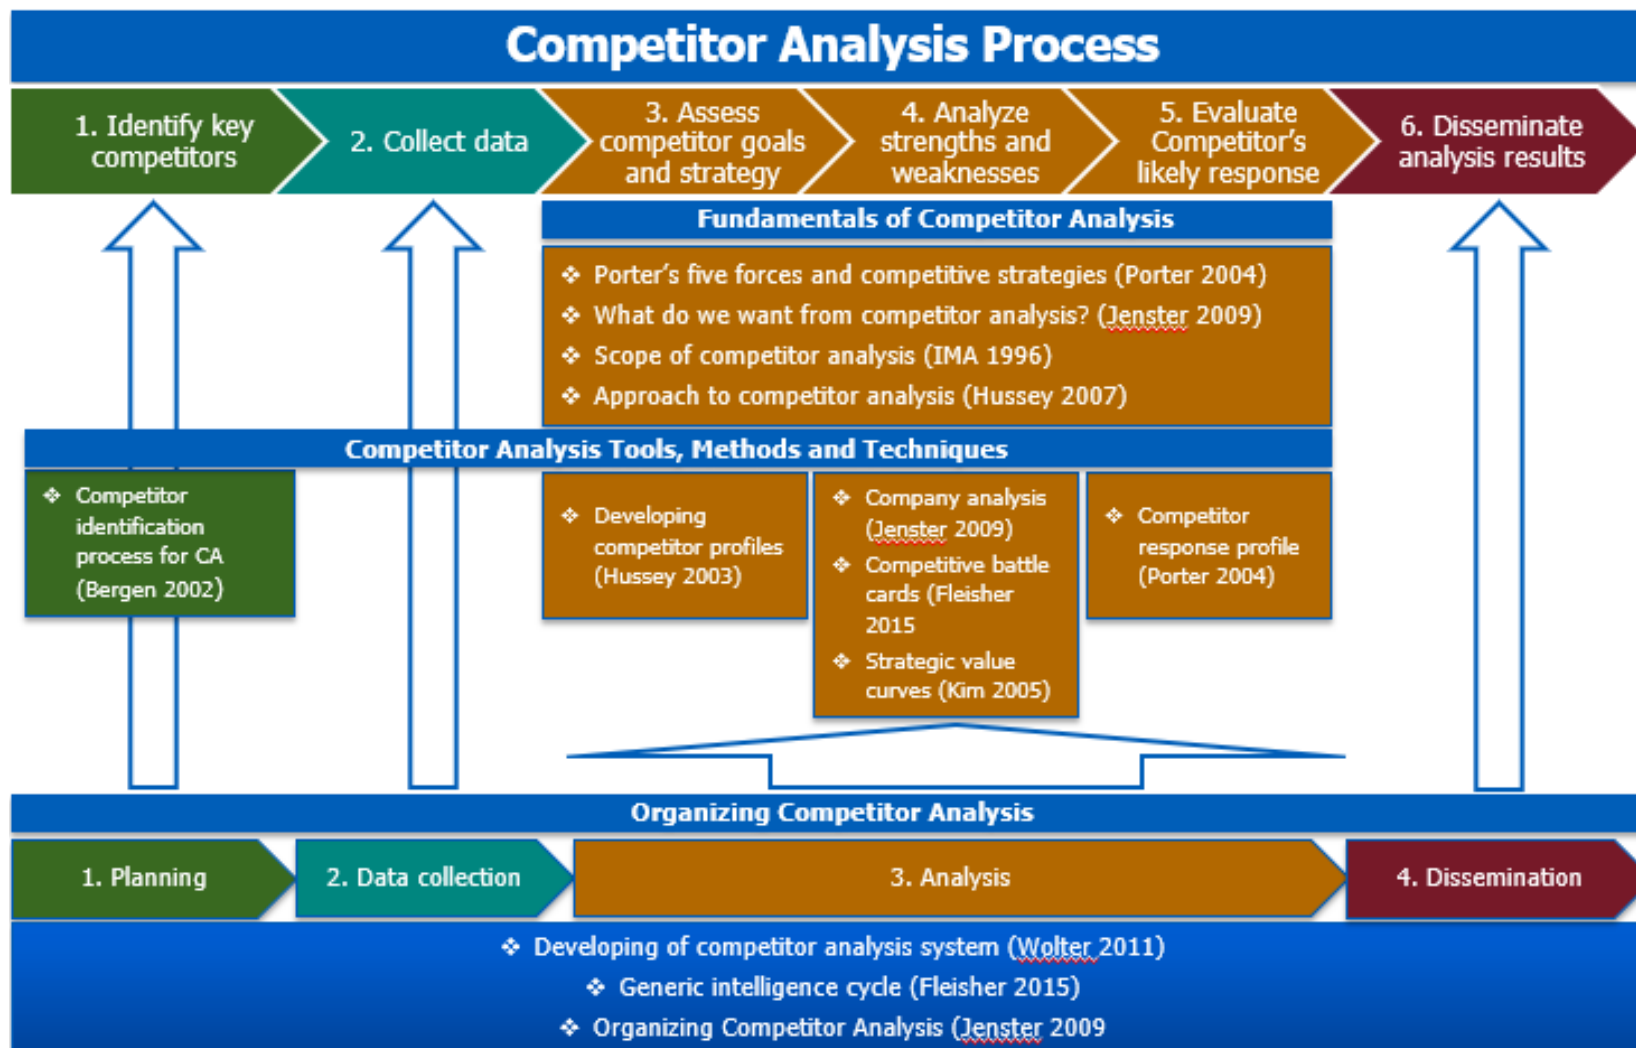 Competitor Analysis Process
1. Identify key
competitors
2. Collect data
3. Assess
competitor goals
and strategy
4. Analyze
strengths and
weaknesses
5. Evaluate
Competitor's
likely response
6. Disseminate
analysis results
Fundamentals of Competitor Analysis
❖ Porter's five forces and competitive strategies (Porter 2004)
❖ What do we want from competitor analysis? (Jenster 2009)
❖ Scope of competitor analysis (IMA 1996)
❖ Approach to competitor analysis (Hussey 2007)
Competitor Analysis Tools, Methods and Techniques
❖ Competitor
identification
process for CA
(Bergen 2002)
❖ Developing
competitor profiles
(Hussey 2003)
❖ Company analysis
(Jenster 2009)
❖ Competitive battle
cards (Fleisher
2015
❖ Strategic value
curves (Kim 2005)
❖ Competitor
response profile
(Porter 2004)
Organizing Competitor Analysis
1. Planning
2. Data collection
3. Analysis
4. Dissemination
❖ Developing of competitor analysis system (Wolter 2011)
❖ Generic intelligence cycle (Fleisher 2015)
❖ Organizing Competitor Analysis (Jenster 2009